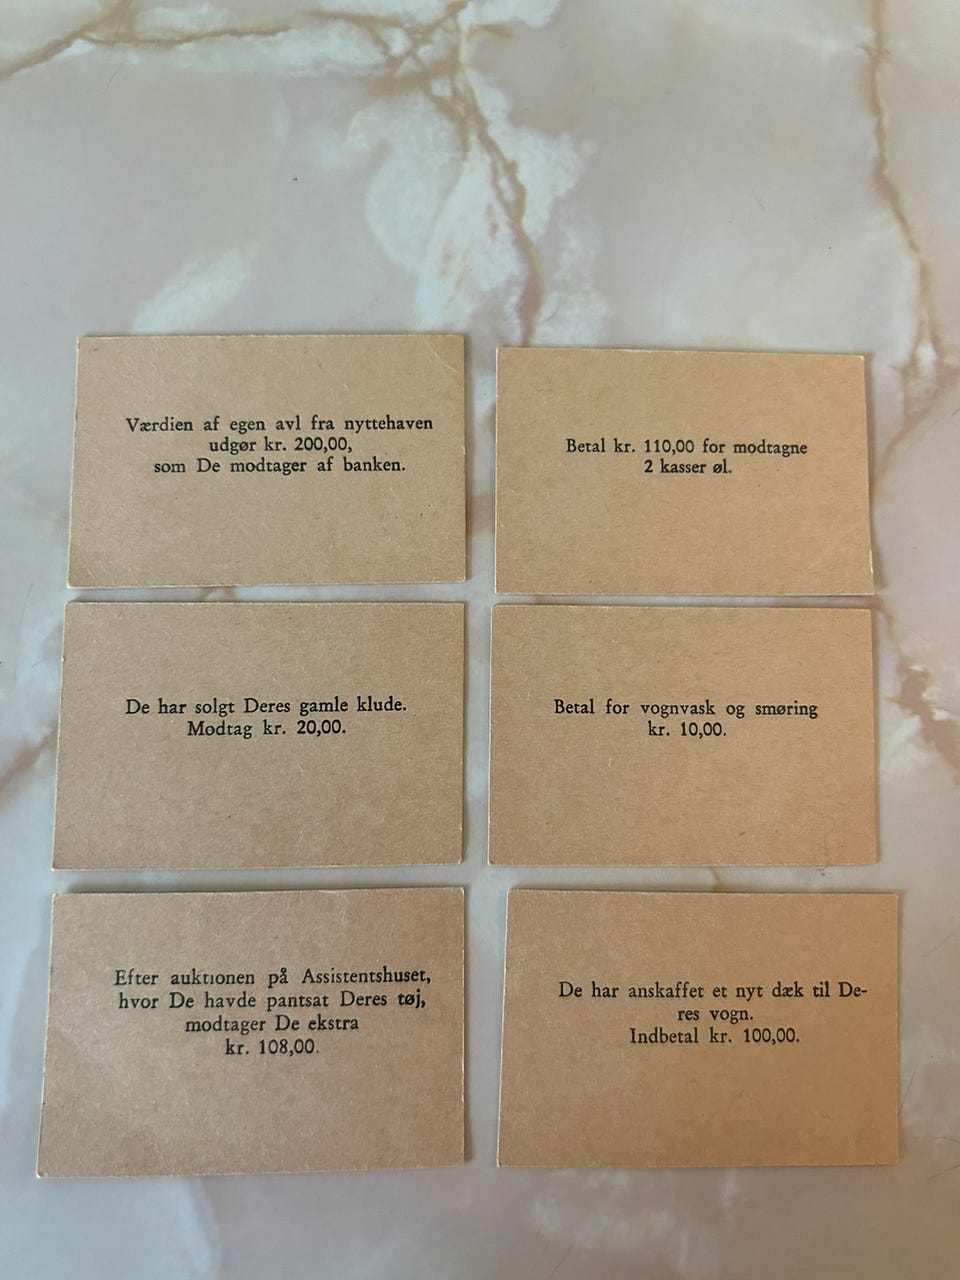 Værdien af egen avl fra nyttehaven
udgør kr. 200,00,
som De modtager af banken.
Betal kr. 110,00 for modtagne
2 kasser øl.
De har solgt Deres gamle klude.
Modtag kr. 20,00.
Betal for vognvask og smøring
kr. 10,00.
Efter auktionen på Assistentshuset,
hvor De havde pantsat Deres tøj,
modtager De ekstra
kr. 108,00.
De har anskaffet et nyt dæk til De-
res vogn.
Indbetal kr. 100,00.